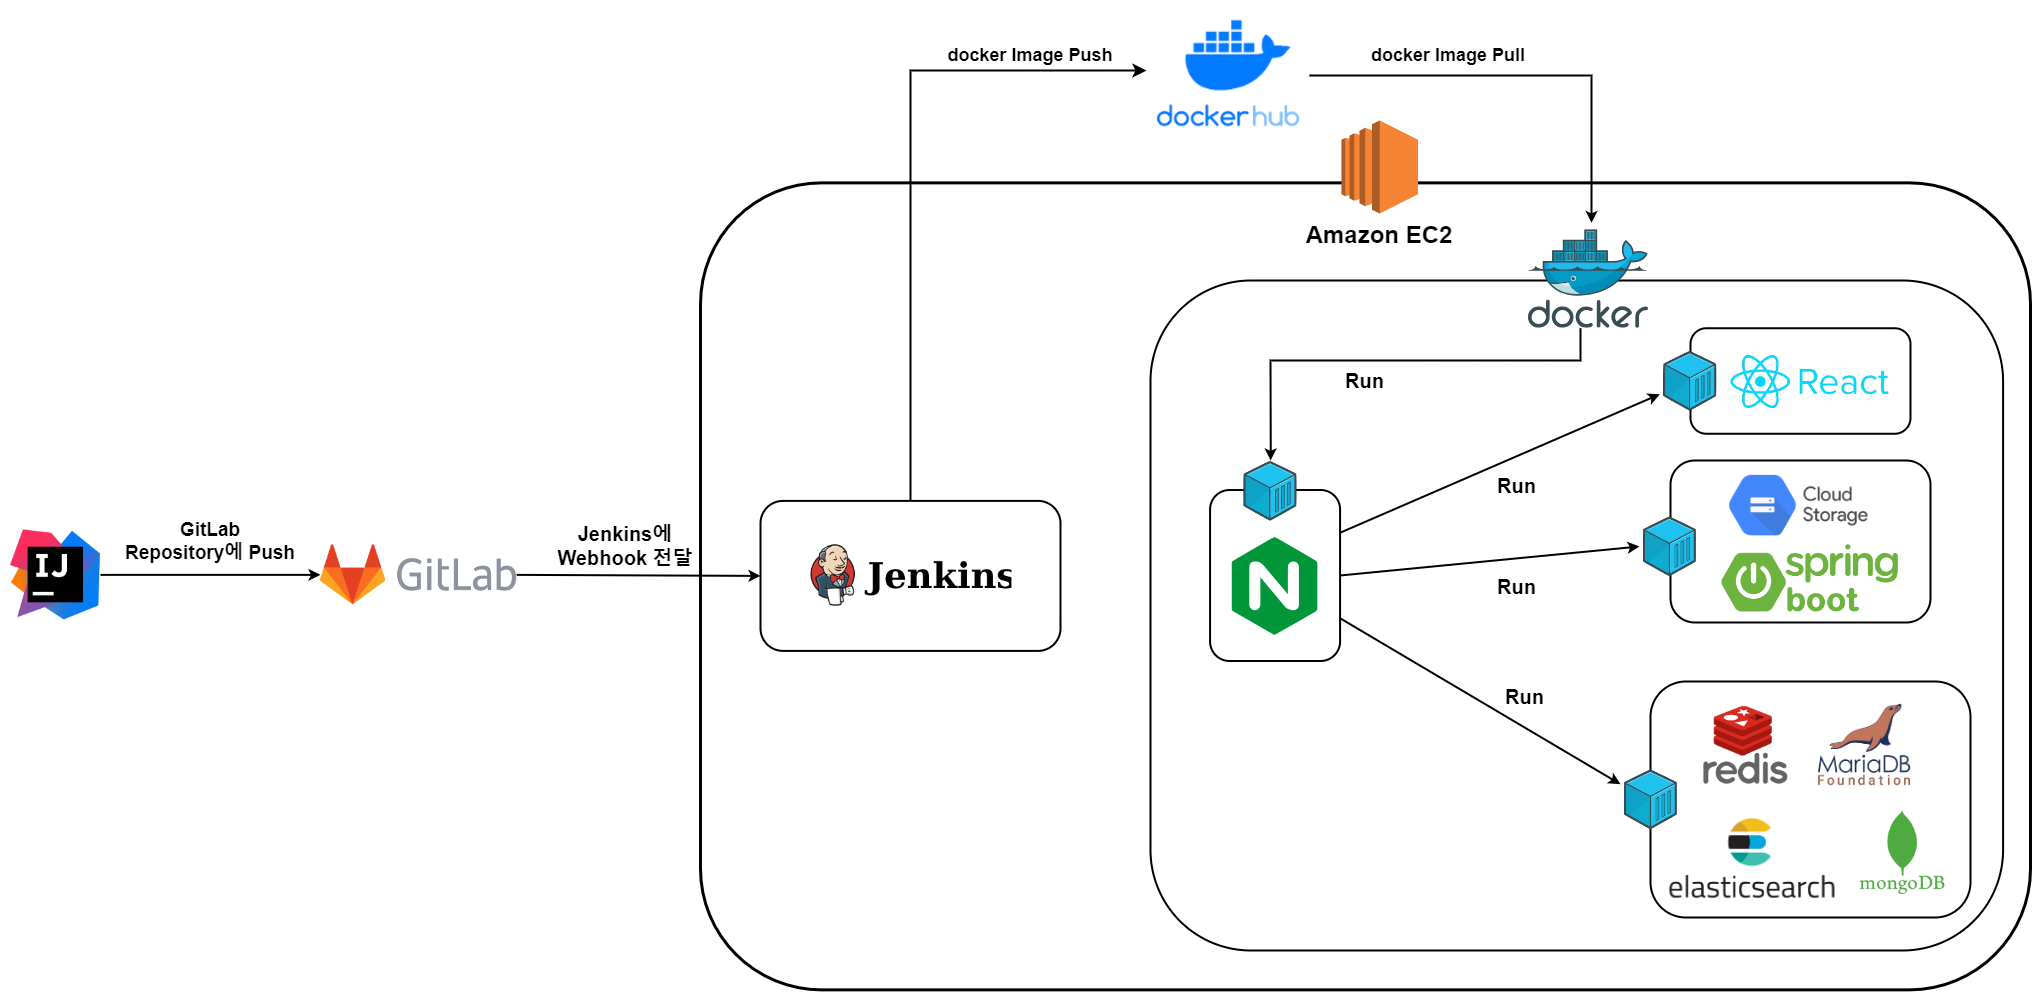 docker Image Push
dockerhub
docker Image Pull
Amazon EC2
docker
Run
React
Run
Cloud
Storage
spring
boot
Run
GitLab
Repository에 Push
IJ
GitLab
Jenkins에
Webhook 전달
Jenkins
N
Run
redis
MariaDB
Foundation
elasticsearch
mongoDB